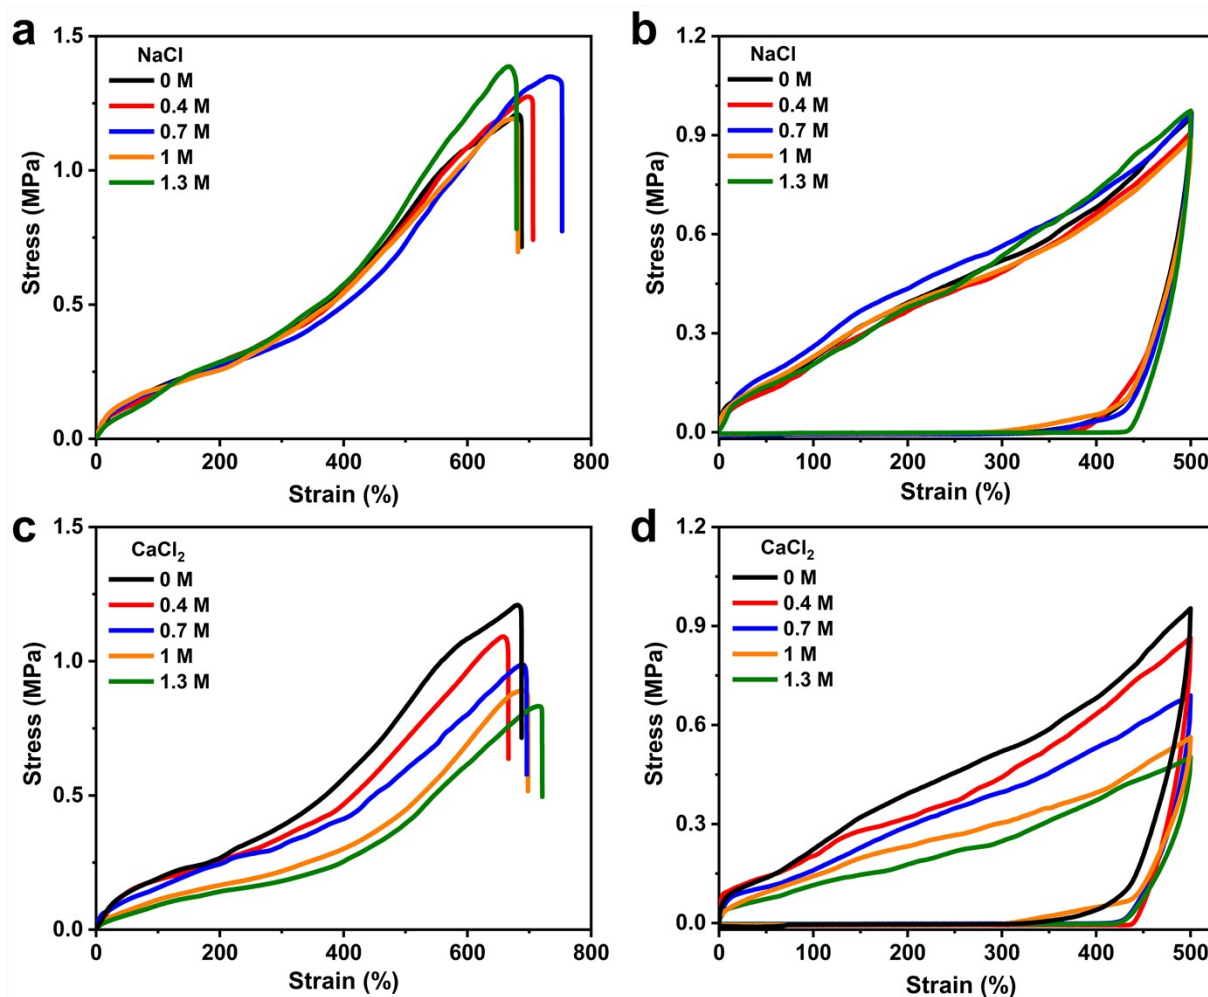 a
1.5
1.0
0.5
0.0
Stress (MPa)
NaCl
0 M
0.4 M
0.7 M
1 M
1.3 M
0 200 400 600 800
Strain (%)
b
1.2
0.9
0.6
0.3
0.0
Stress (MPa)
NaCl
0 M
0.4 M
0.7 M
1 M
1.3 M
0 100 200 300 400 500
Strain (%)
c
1.5
1.0
0.5
0.0
Stress (MPa)
CaCl₂
0 M
0.4 M
0.7 M
1 M
1.3 M
0 200 400 600 800
Strain (%)
d
1.2
0.9
0.6
0.3
0.0
Stress (MPa)
CaCl₂
0 M
0.4 M
0.7 M
1 M
1.3 M
0 100 200 300 400 500
Strain (%)